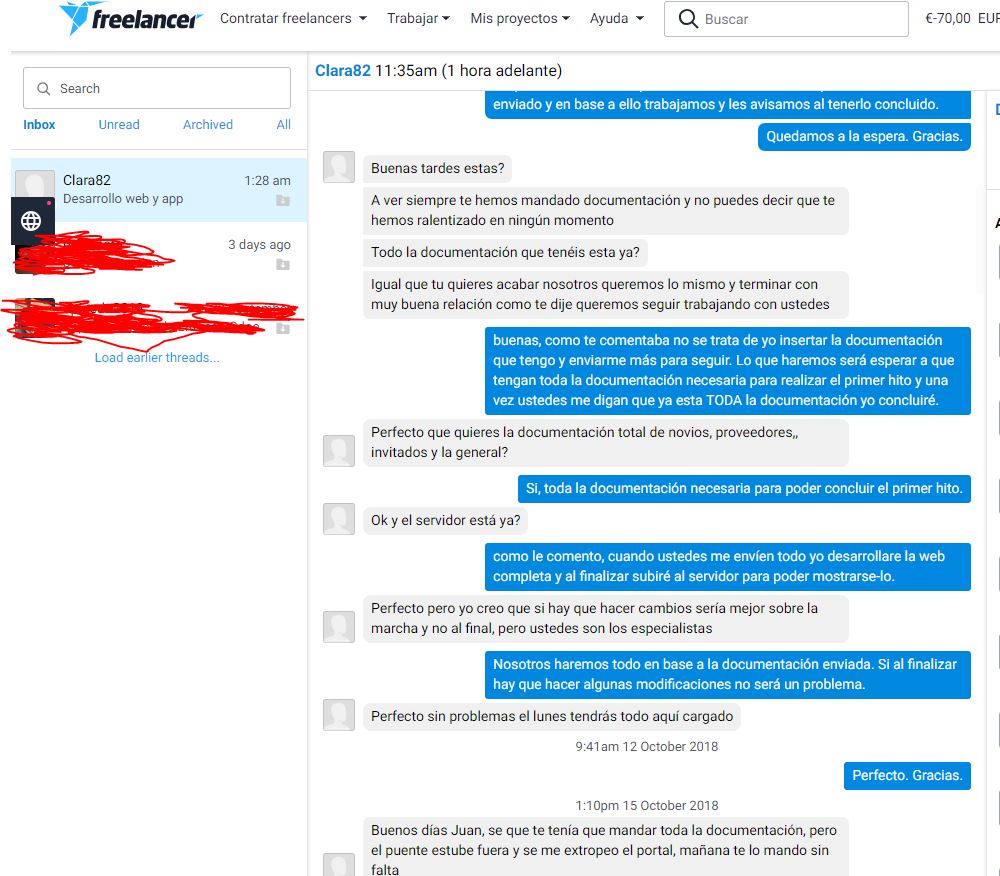 freelancer
Contratar freelancers
Trabajar
Mis proyectos
Ayuda
Buscar
€-70,00 EUR
Search
Inbox
Unread
Archived
All
Clara82
1:28 am
Desarrollo web y app
3 days ago
Load earlier threads...
Clara82 11:35am (1 hora adelante)
enviado y en base a ello trabajamos y les avisamos al tenerlo concluido.
Quedamos a la espera. Gracias.
Buenas tardes estas?
A ver siempre te hemos mandado documentación y no puedes decir que te
hemos ralentizado en ningún momento
Todo la documentación que tenéis esta ya?
Igual que tu quieres acabar nosotros queremos lo mismo y terminar con
muy buena relación como te dije queremos seguir trabajando con ustedes
buenas, como te comentaba no se trata de yo insertar la documentación
que tengo y enviarme más para seguir. Lo que haremos será esperar a que
tengan toda la documentación necesaria para realizar el primer hito y una
vez ustedes me digan que ya esta TODA la documentación yo concluiré.
Perfecto que quieres la documentación total de novios, proveedores,,
invitados y la general?
Si, toda la documentación necesaria para poder concluir el primer hito.
Ok y el servidor está ya?
como le comento, cuando ustedes me envíen todo yo desarrollare la web
completa y al finalizar subiré al servidor para poder mostrarse-lo.
Perfecto pero yo creo que si hay que hacer cambios sería mejor sobre la
marcha y no al final, pero ustedes son los especialistas
Nosotros haremos todo en base a la documentación enviada. Si al finalizar
hay que hacer algunas modificaciones no será un problema.
Perfecto sin problemas el lunes tendrás todo aquí cargado
9:41am 12 October 2018
Perfecto. Gracias.
1:10pm 15 October 2018
Buenos días Juan, se que te tenía que mandar toda la documentación, pero
el puente estube fuera y se me extropeo el portal, mañana te lo mando sin
falta